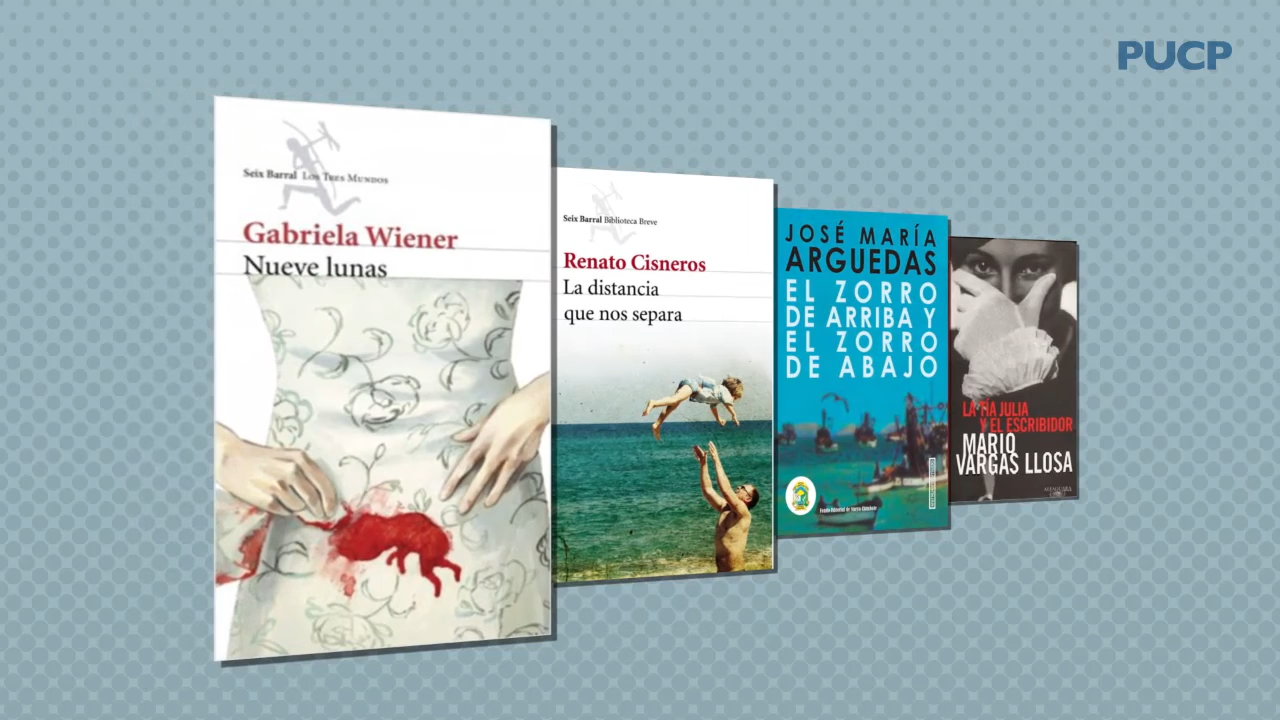 PUCP
Seix Barral Los Tres Mundos
Gabriela Wiener
Nueve lunas
Seix Barral Biblioteca Breve
Renato Cisneros
La distancia
que nos separa
JOSÉ MARÍA
ARGUEDAS
EL ZORRO
DE ARRIBA Y
EL ZORRO
DE ABAJO
LA TÍA JULIA
Y EL ESCRIBIDOR
MARIO
VARGAS LLOSA